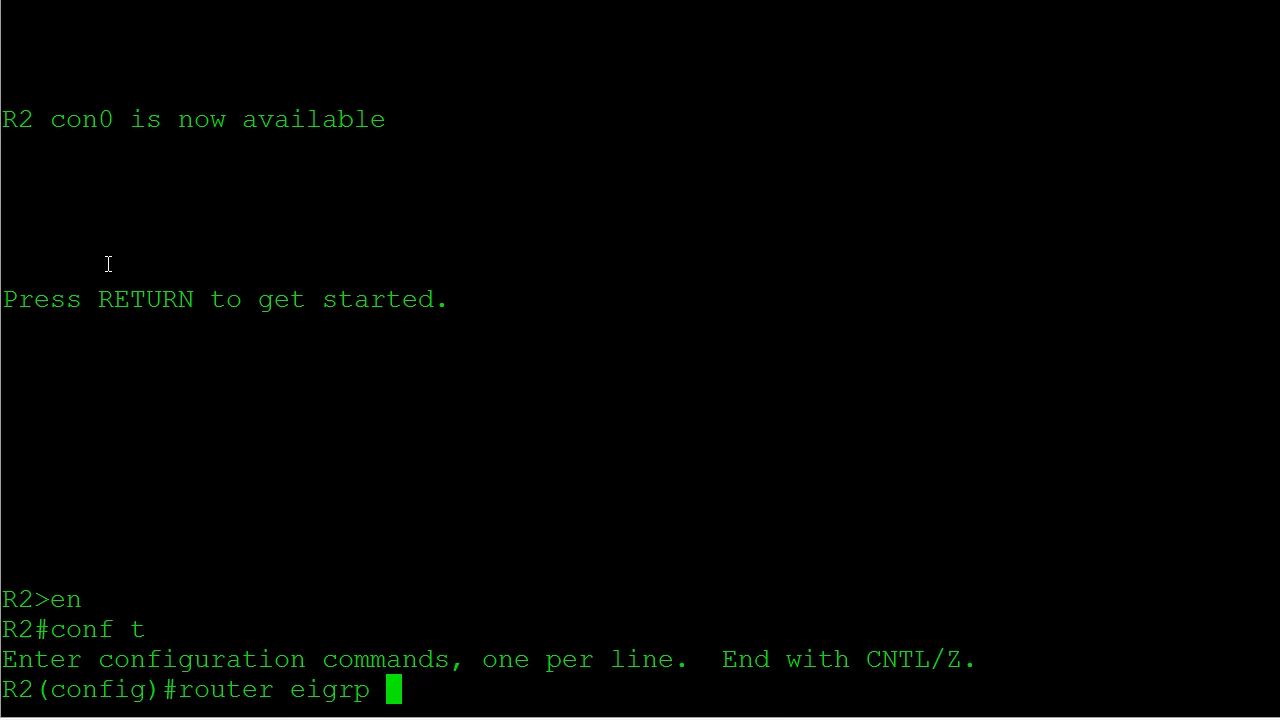 R2 con0 is now available
Press RETURN to get started.
R2>en
R2#conf t
Enter configuration commands, one per line.  End with CNTL/Z.
R2(config)#router eigrp